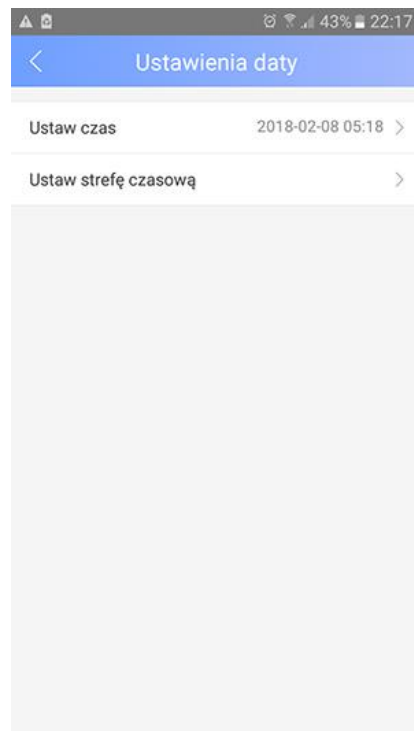 43% 22:17
Ustawienia daty
Ustaw czas 2018-02-08 05:18
Ustaw strefę czasową